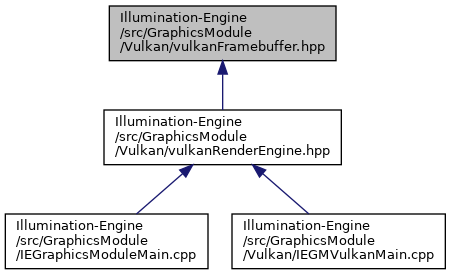 Illumination-Engine
/src/GraphicsModule
/Vulkan/vulkanFramebuffer.hpp
Illumination-Engine
/src/GraphicsModule
/Vulkan/vulkanRenderEngine.hpp
Illumination-Engine
/src/GraphicsModule
/IEGraphicsModuleMain.cpp
Illumination-Engine
/src/GraphicsModule
/Vulkan/IEGMVulkanMain.cpp